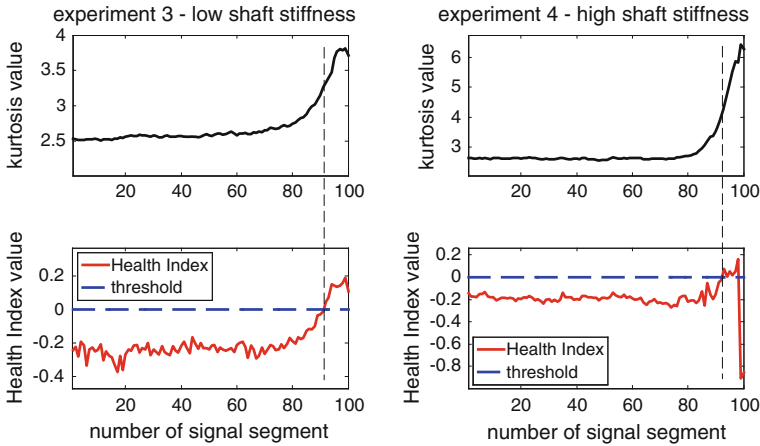 experiment 3 - low shaft stiffness
experiment 4 - high shaft stiffness
kurtosis value
4
3.5
3
2.5
20 40 60 80 100
kurtosis value
6
5
4
3
20 40 60 80 100
Health Index value
0.2
0
-0.2
-0.4
Health Index
threshold
20 40 60 80 100
number of signal segment
Health Index value
0.2
0
-0.2
-0.4
-0.6
-0.8
Health Index
threshold
20 40 60 80 100
number of signal segment